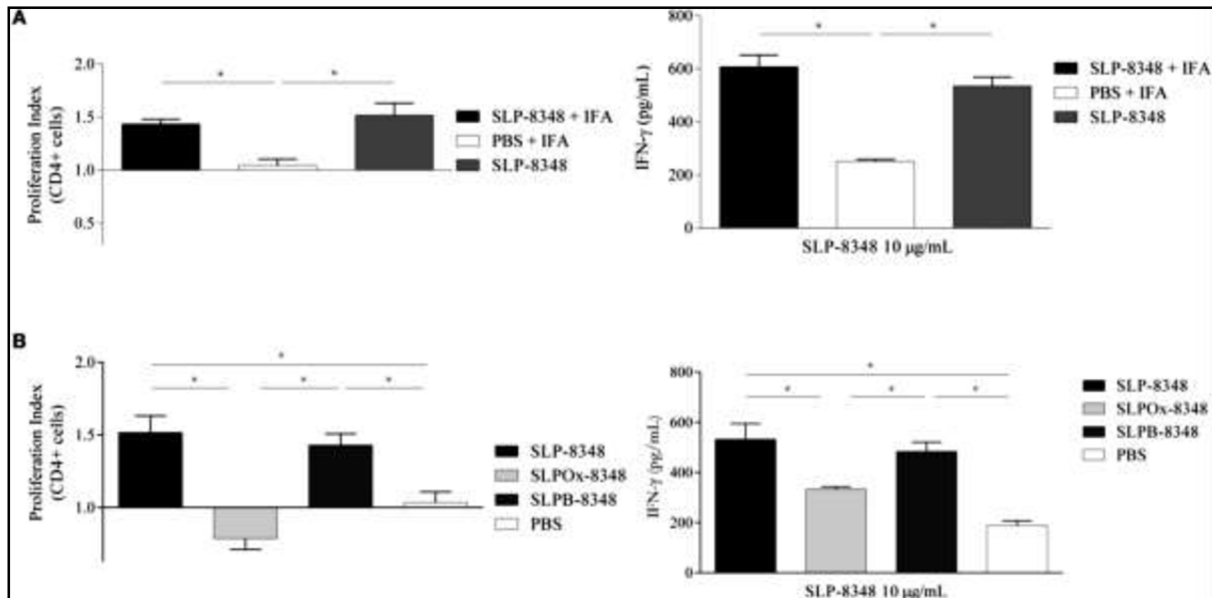 A
Proliferation Index
(CD4+ cells)
2.0
1.5
1.0
0.5
*
*
SLP-8348 + IFA
PBS + IFA
SLP-8348
IFN-γ (pg/mL)
800
600
400
200
0
*
*
SLP-8348 10 µg/mL
SLP-8348 + IFA
PBS + IFA
SLP-8348
B
Proliferation Index
(CD4+ cells)
2.0
1.5
1.0
*
*
*
*
SLP-8348
SLPOx-8348
SLPB-8348
PBS
IFN-γ (pg/mL)
800
600
400
200
0
*
*
*
*
SLP-8348 10 µg/mL
SLP-8348
SLPOx-8348
SLPB-8348
PBS